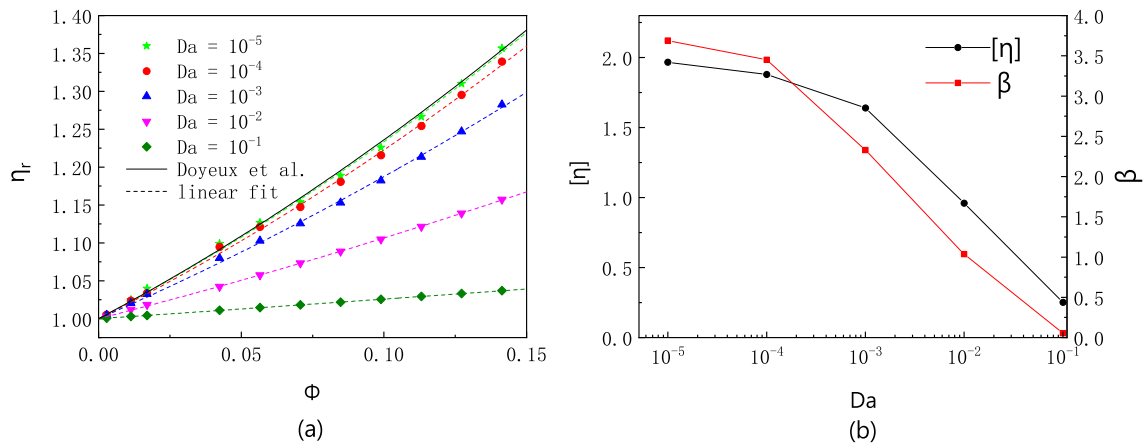 1.40
1.35
1.30
1.25
1.20
1.15
1.10
1.05
1.00
ηr
Da = 10-5
Da = 10-4
Da = 10-3
Da = 10-2
Da = 10-1
Doyeux et al.
linear fit
0.00 0.05 0.10 0.15
Φ
(a)
2.0
1.5
1.0
0.5
0.0
[η]
[η]
β
4.0
3.5
3.0
2.5
2.0
1.5
1.0
0.5
0.0
β
10-5 10-4 10-3 10-2 10-1
Da
(b)